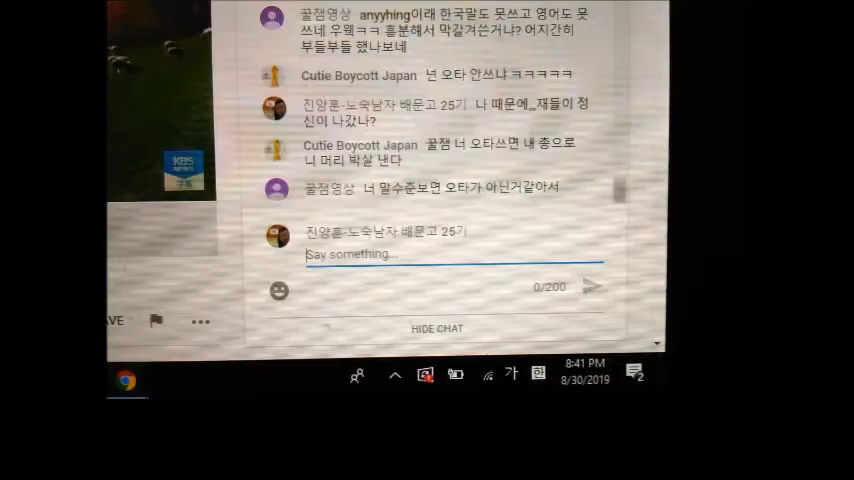 꿀잼영상 anyyhing이래 한국말도 못쓰고 영어도 못
쓰네 우웩ㅋㅋ 흥분해서 막갈겨쓴거냐? 어지간히
부들부들 했나보네
Cutie Boycott Japan 넌 오타 안쓰냐 ㅋㅋㅋㅋㅋ
진양훈-노숙남자 배문고 25기 나 때문에,,,재들이 정
신이 나갔나?
Cutie Boycott Japan 꿀잼 너 오타쓰면 내 총으로
니 머리 박살 낸다
꿀잼영상 너 말수준보면 오타가 아닌거같아서
진양훈-노숙남자 배문고 25기
Say something...
0/200
HIDE CHAT
KBS
NEWS
구독
AVE
가
한
8:41 PM
8/30/2019
2